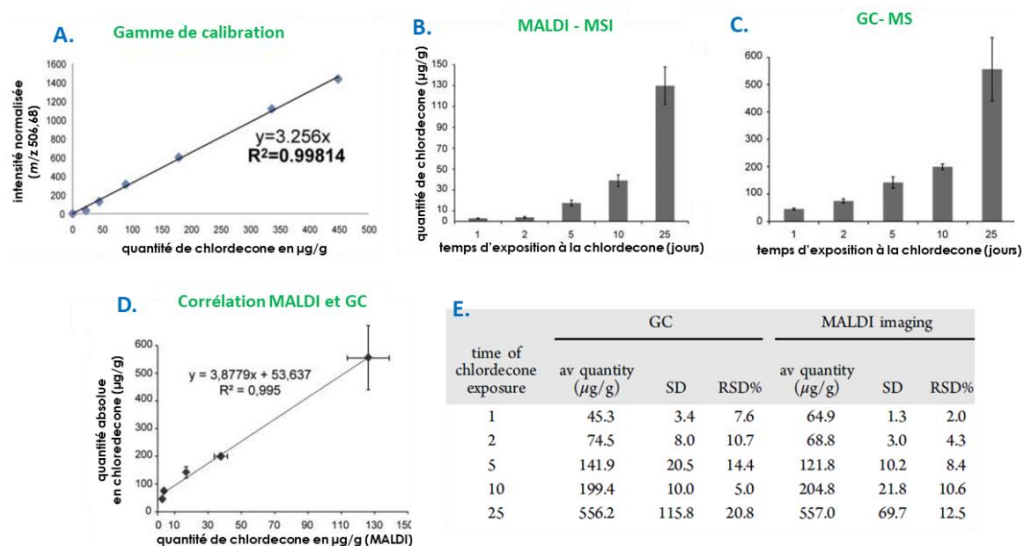 A.
Gamme de calibration
intensité normalisée
(m/z 506,68)
1600
1400
1200
1000
800
600
400
200
0
y=3.256x
R²=0.99814
0 50 100 150 200 250 300 350 400 450 500
quantité de chlordecone en µg/g
B.
MALDI - MSI
quantité de chlordecone (µg/g)
150
130
110
90
70
50
30
10
0
1 2 5 10 25
temps d'exposition à la chlordecone (jours)
C.
GC- MS
600
500
400
300
200
100
0
1 2 5 10 25
temps d'exposition à la chlordecone (jours)
D.
Corrélation MALDI et GC
quantité absolue
en chloredecone (µg/g)
600
500
400
300
200
100
0
y = 3,8779x + 53,637
R² = 0,995
0 10 30 50 70 90 110 130 150
quantité de chlordecone en µg/g (MALDI)
E.
GC MALDI imaging
time of
chlordecone
exposure
av quantity
(µg/g) SD RSD%
av quantity
(µg/g) SD RSD%
1 45.3 3.4 7.6 64.9 1.3 2.0
2 74.5 8.0 10.7 68.8 3.0 4.3
5 141.9 20.5 14.4 121.8 10.2 8.4
10 199.4 10.0 5.0 204.8 21.8 10.6
25 556.2 115.8 20.8 557.0 69.7 12.5